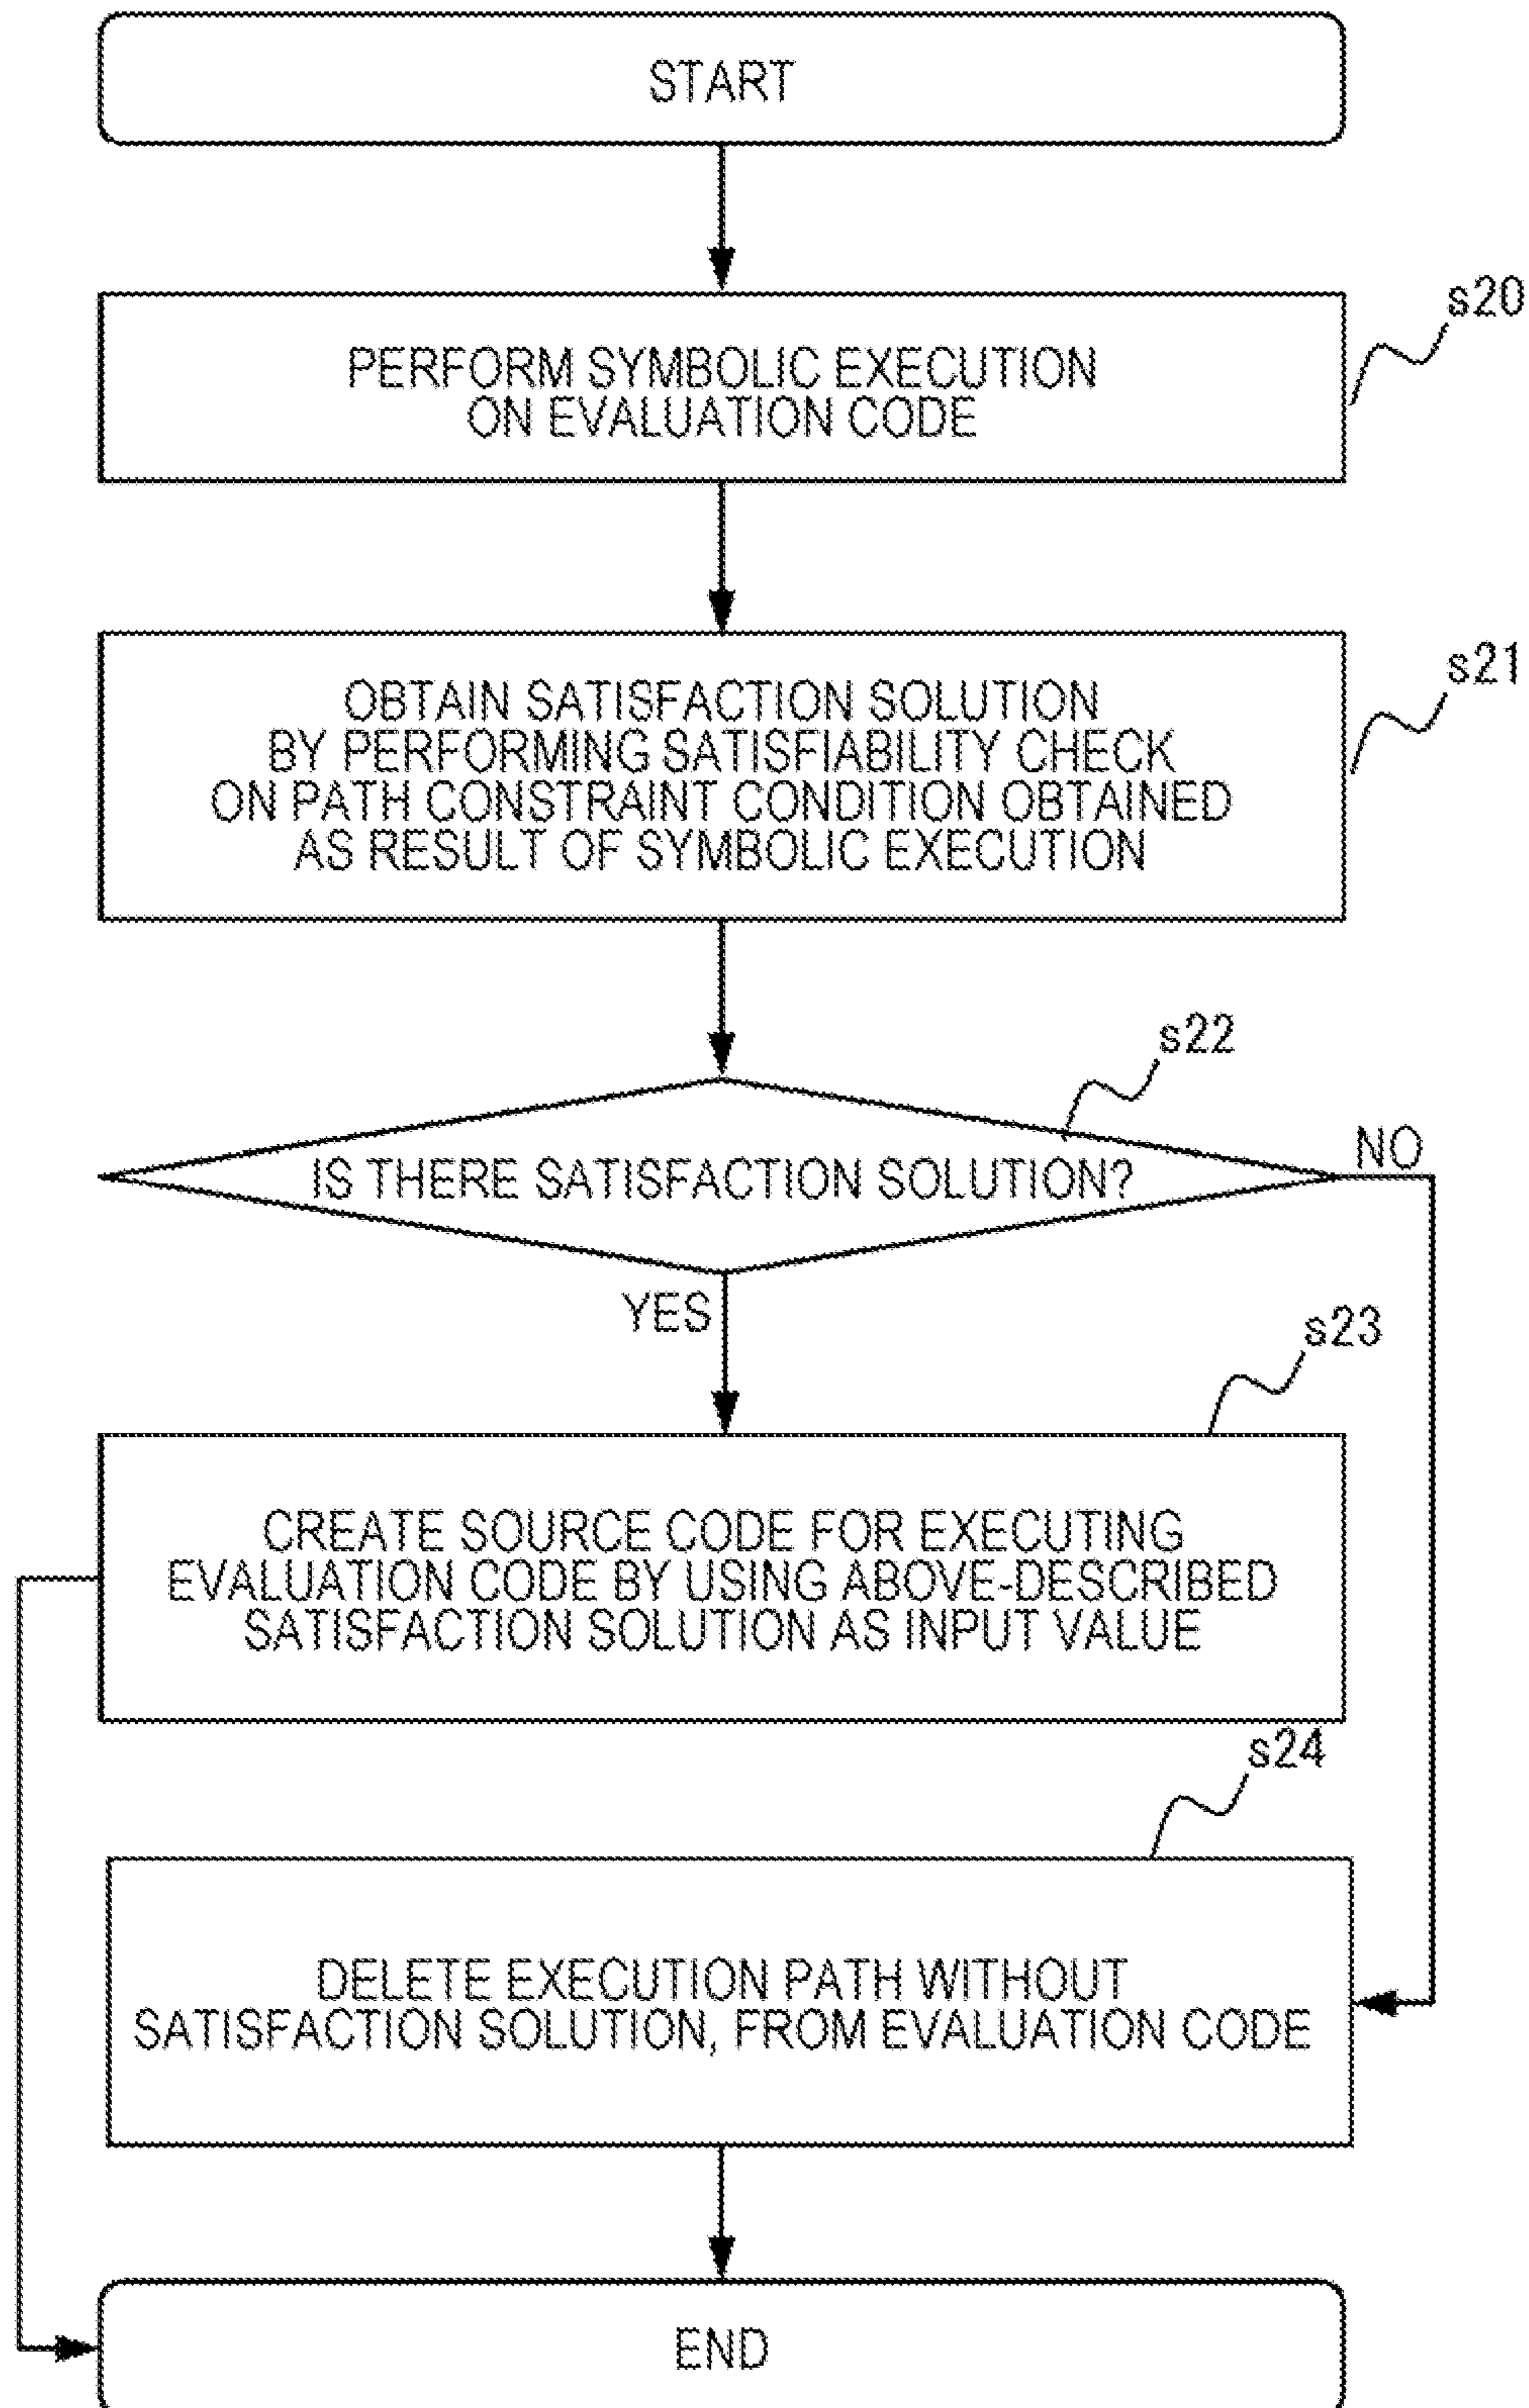 START
s20
PERFORM SYMBOLIC EXECUTION
ON EVALUATION CODE
s21
OBTAIN SATISFACTION SOLUTION
BY PERFORMING SATISFIABILITY CHECK
ON PATH CONSTRAINT CONDITION OBTAINED
AS RESULT OF SYMBOLIC EXECUTION
s22
IS THERE SATISFACTION SOLUTION?
NO
YES
s23
CREATE SOURCE CODE FOR EXECUTING
EVALUATION CODE BY USING ABOVE-DESCRIBED
SATISFACTION SOLUTION AS INPUT VALUE
s24
DELETE EXECUTION PATH WITHOUT
SATISFACTION SOLUTION, FROM EVALUATION CODE
END